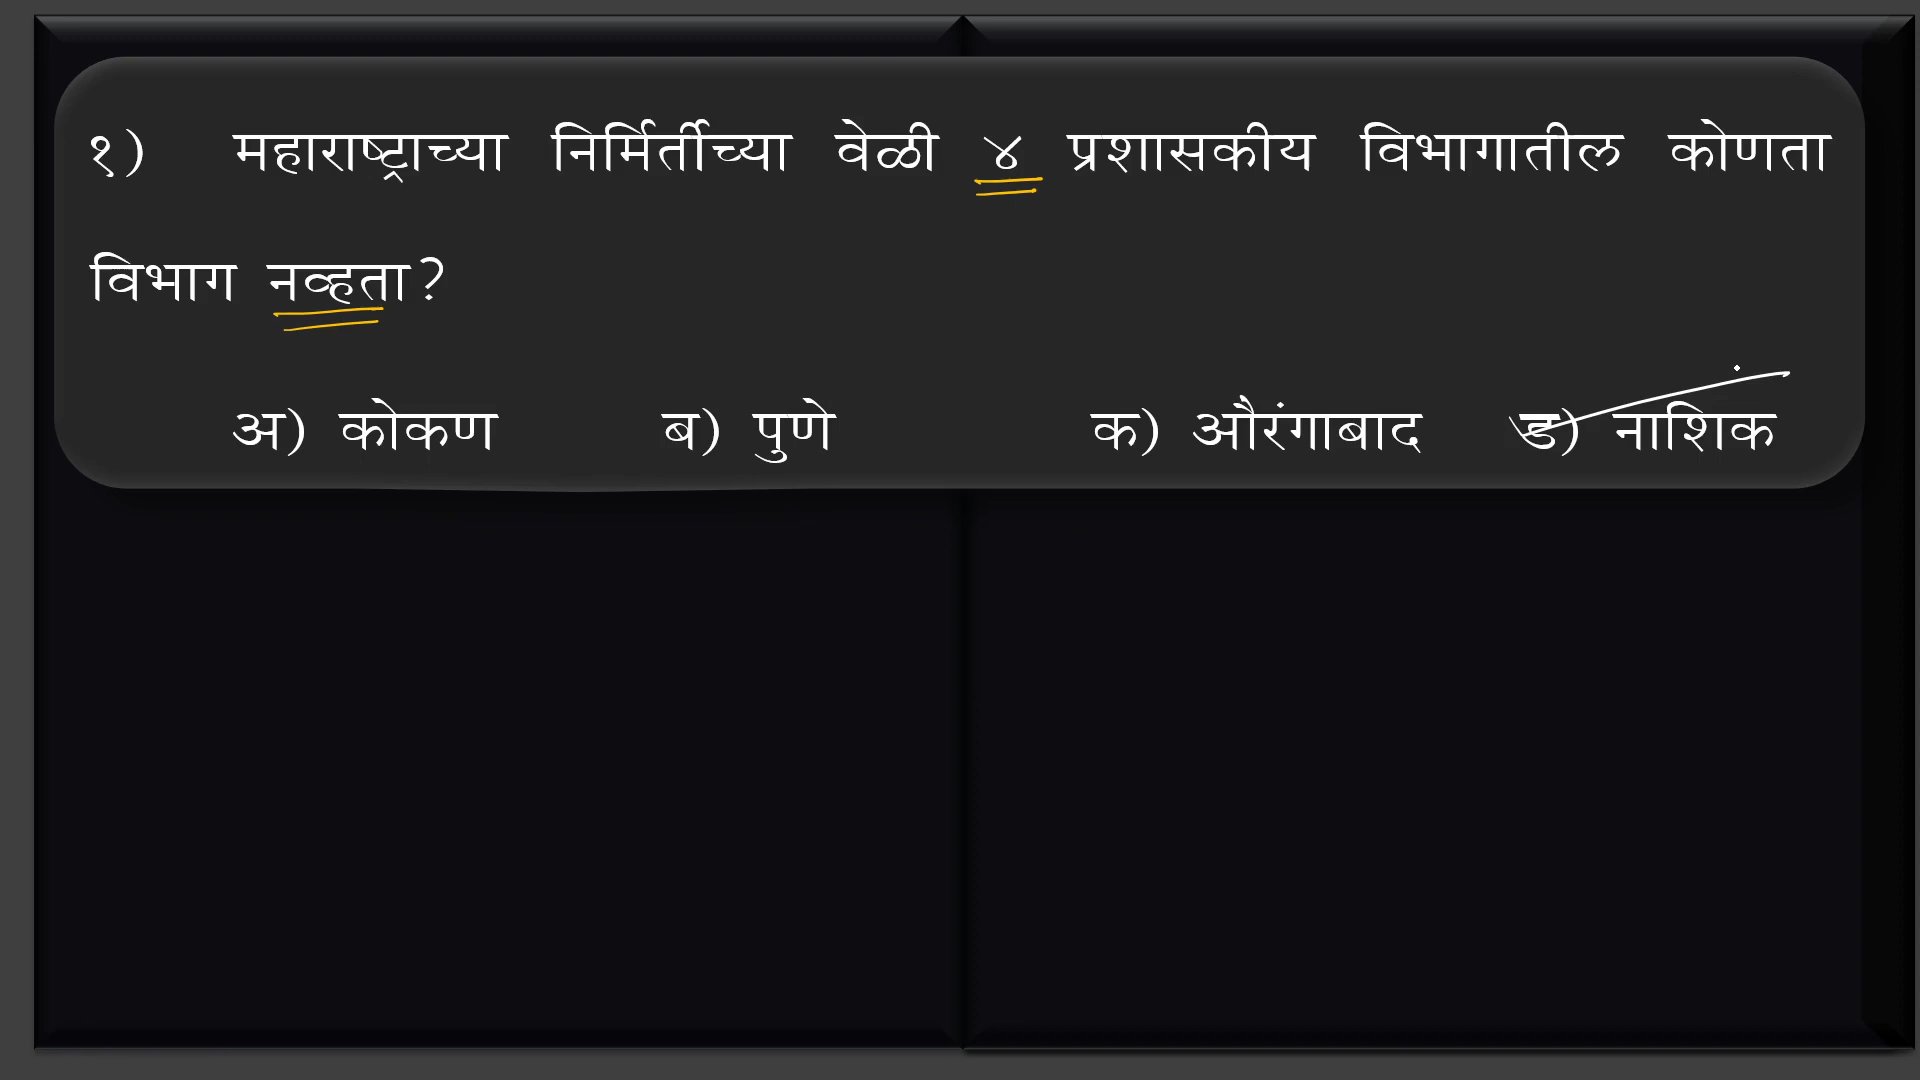 १) महाराष्ट्राच्या निर्मितीच्या वेळी ४ प्रशासकीय विभागातील कोणता
विभाग नव्हता?
अ) कोकण ब) पुणे क) औरंगाबाद ड) नाशिक